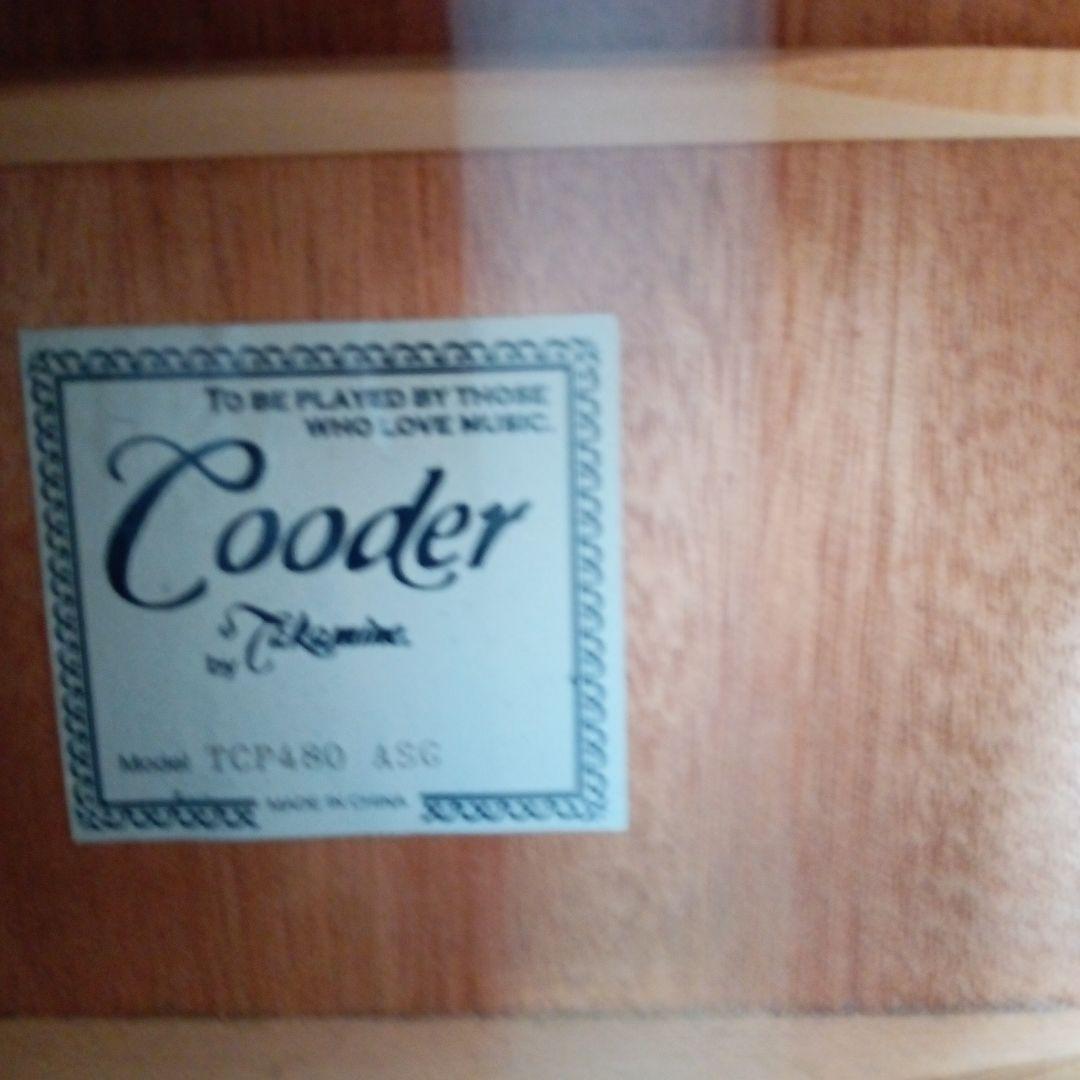 TO BE PLAYED BY THOSE
WHO LOVE MUSIC.
Cooder
by Takamine.
Model TCP480 ASG
MADE IN CHINA